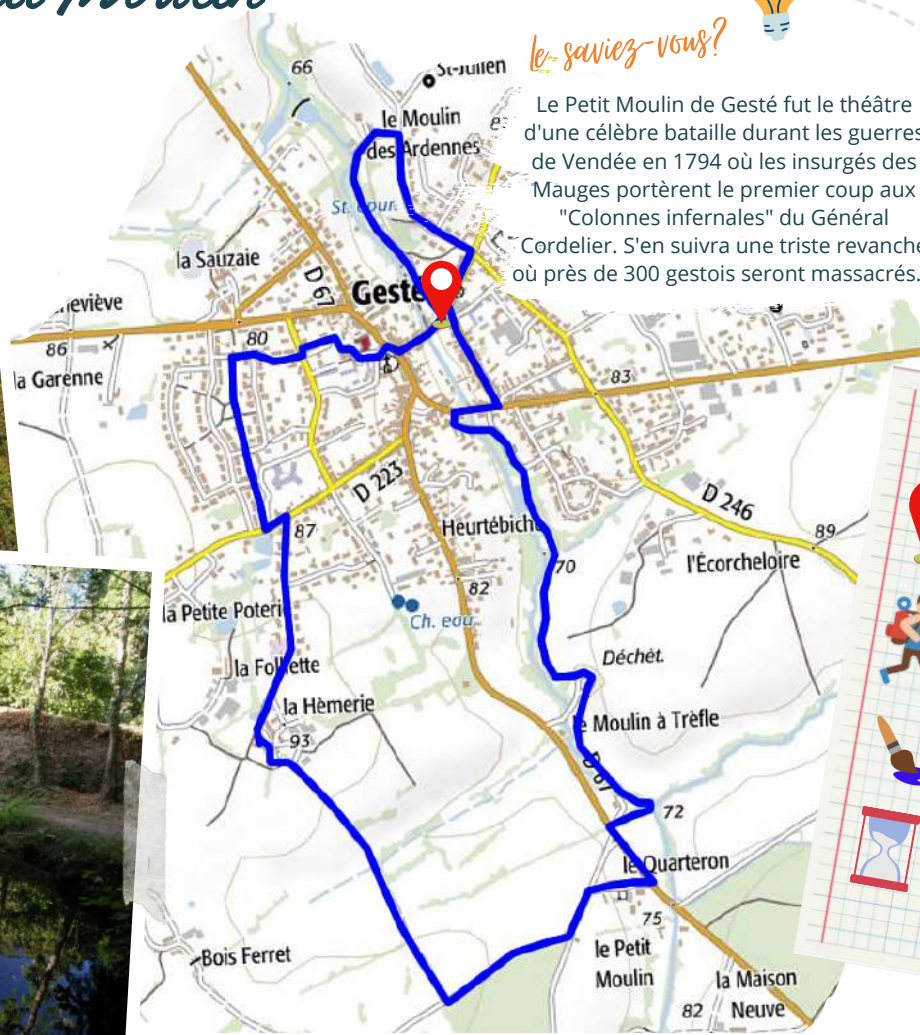 le saviez-vous?
Le Petit Moulin de Gesté fut le théâtre
d'une célèbre bataille durant les guerres
de Vendée en 1794 où les insurgés des
Mauges portèrent le premier coup aux
"Colonnes infernales" du Général
Cordelier. S'en suivra une triste revanche
où près de 300 gestois seront massacrés.
66
St-Julien
le Moulin
des Ardennes
la Sauzaie
D 67
Gesté
80
86
la Garenne
83
D 223
87
Heurtébiche
D 246
89
l'Écorcheloire
70
82
la Petite Poterie
Ch. eau
Déchèt.
la Hèmerie
93
le Moulin à Trèfle
D 67
72
le Quarteron
75
Bois Ferret
le Petit
Moulin
la Maison
Neuve
82